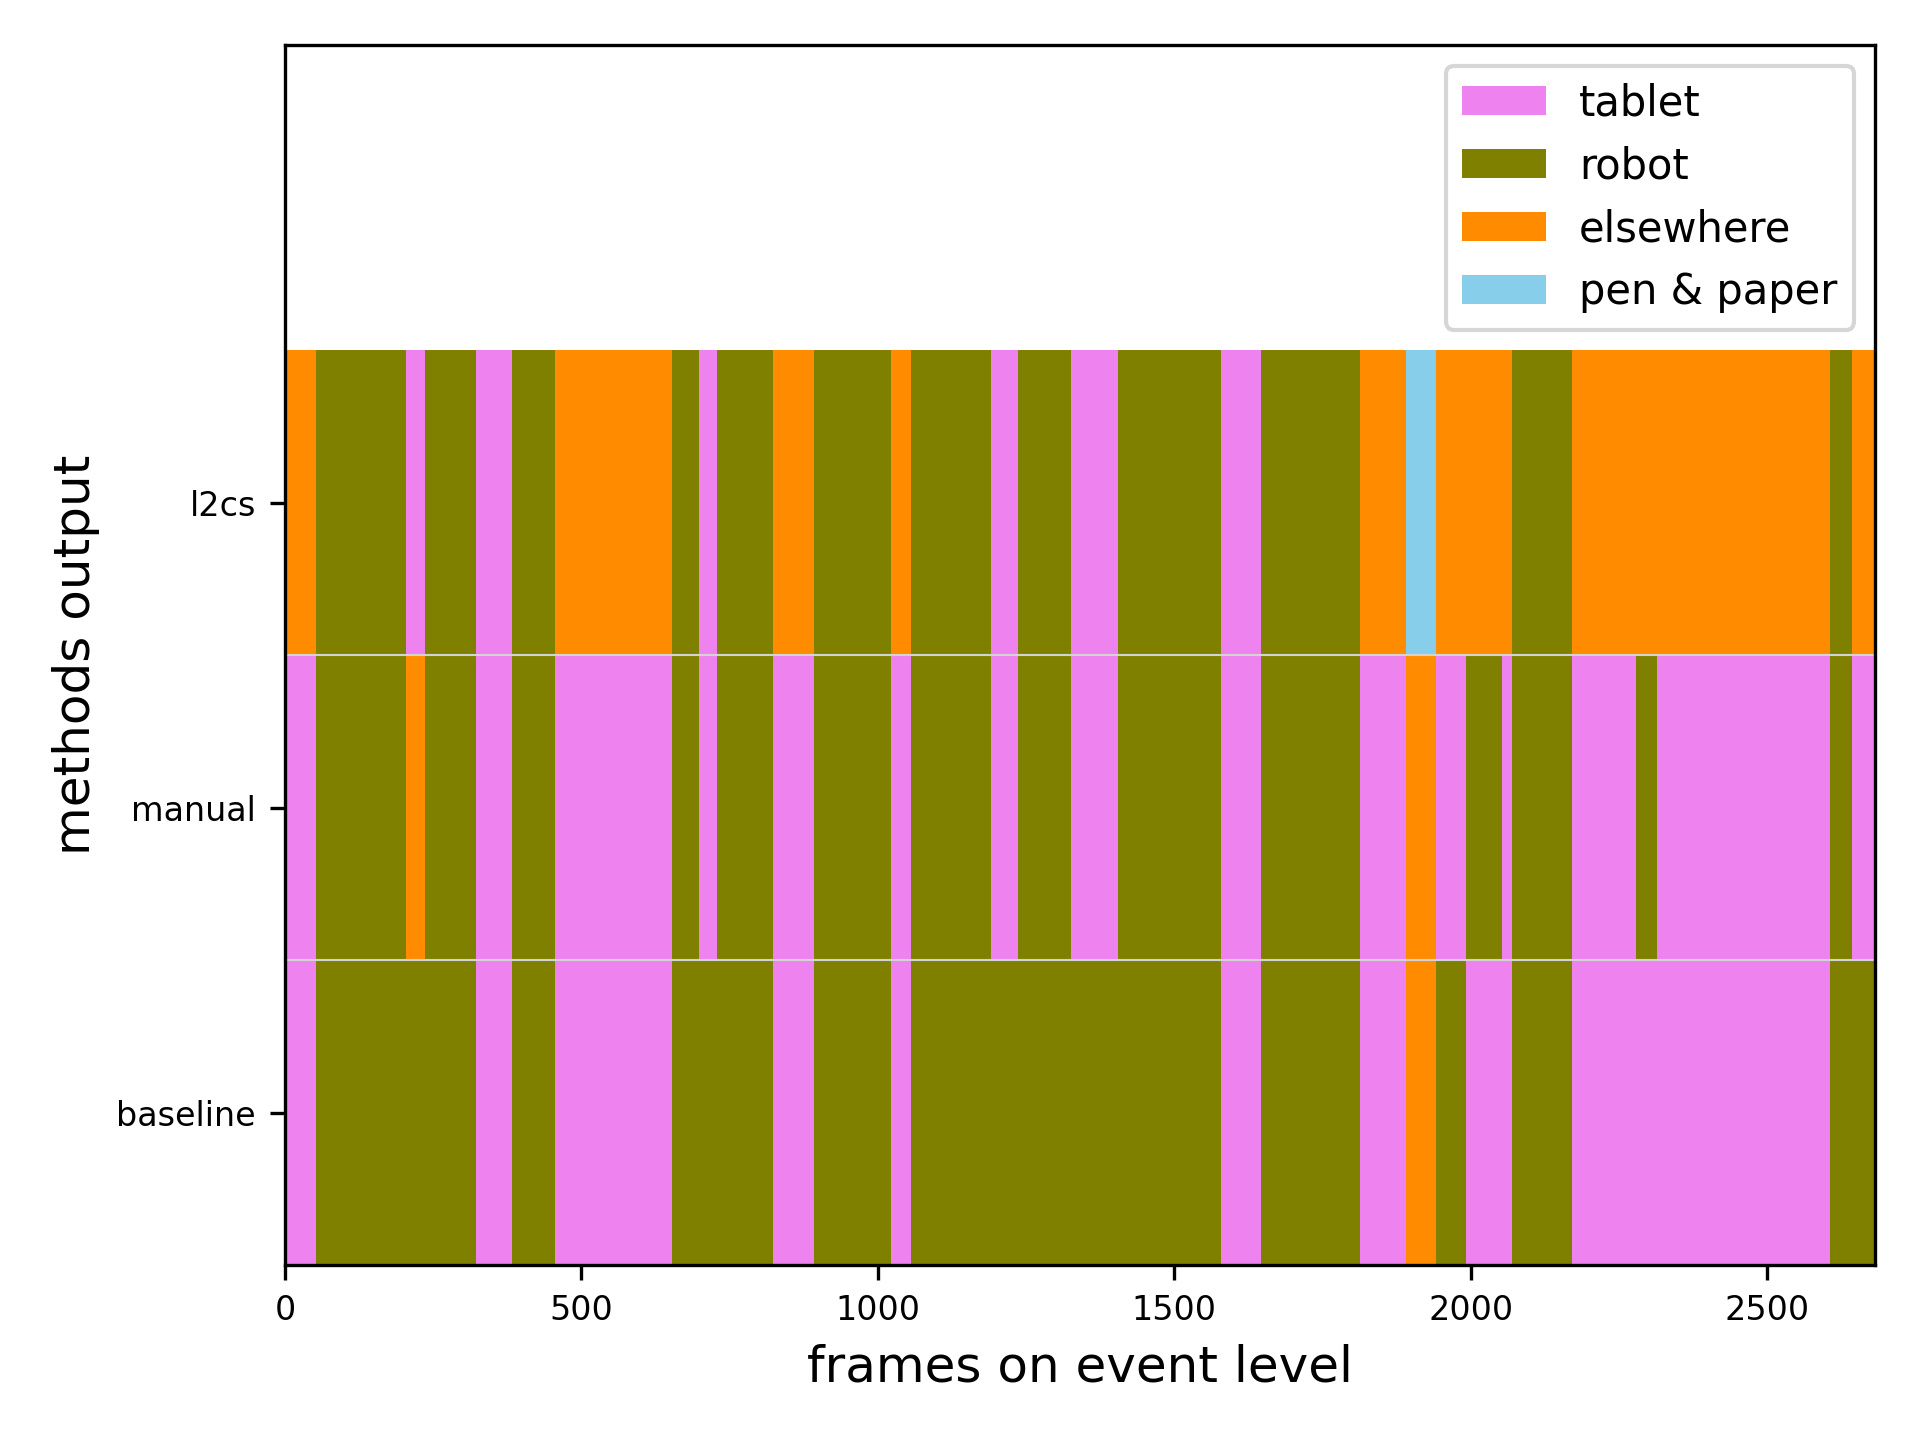 tablet
robot
elsewhere
pen & paper
methods output
l2cs
manual
baseline
0 500 1000 1500 2000 2500
frames on event level